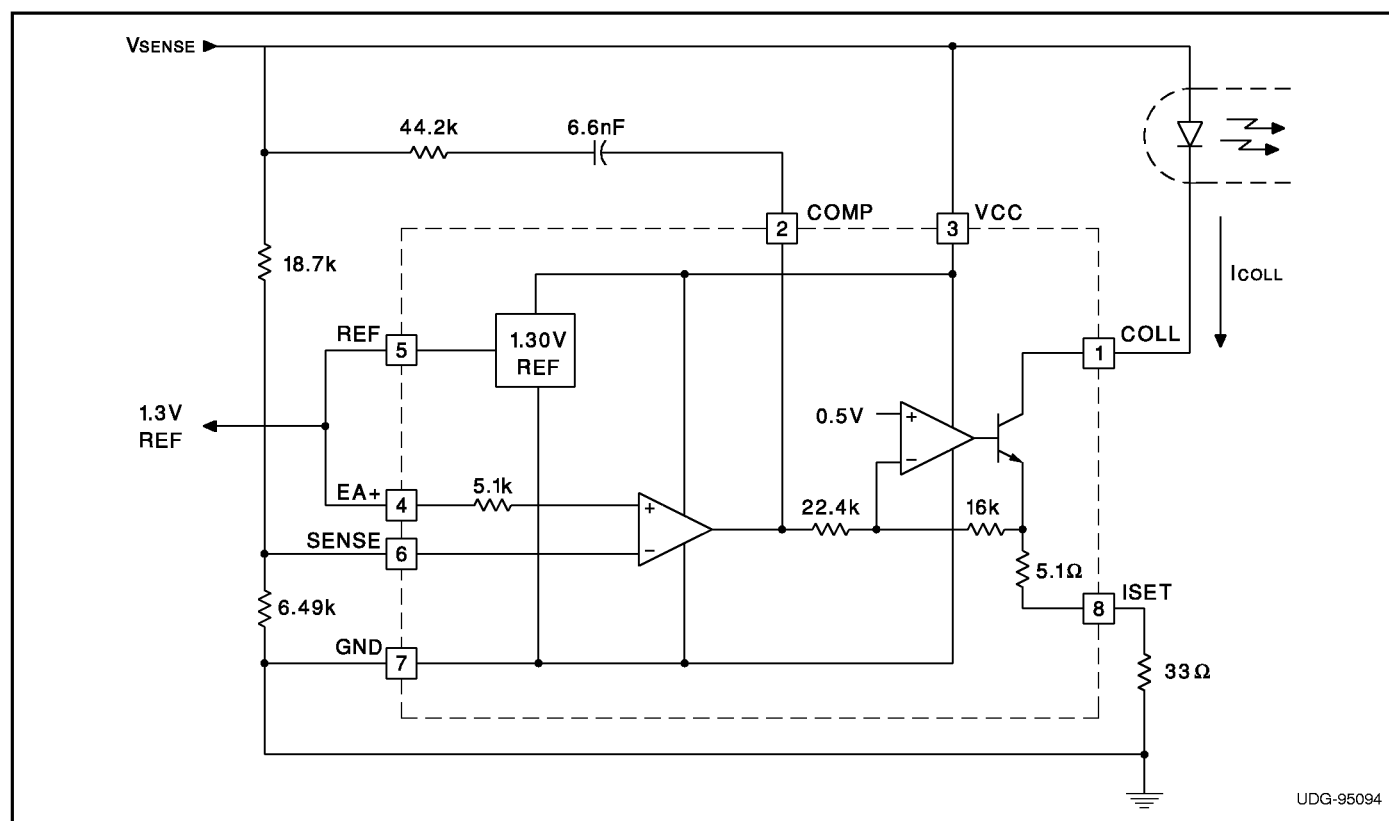 VSENSE
44.2k
6.6nF
COMP
VCC
2
3
18.7k
ICOLL
REF
5
1.30V
REF
COLL
1
1.3V
REF
0.5V
+
−
EA+
4
5.1k
+
−
22.4k
16k
SENSE
6
5.1Ω
ISET
8
6.49k
GND
7
33Ω
UDG-95094